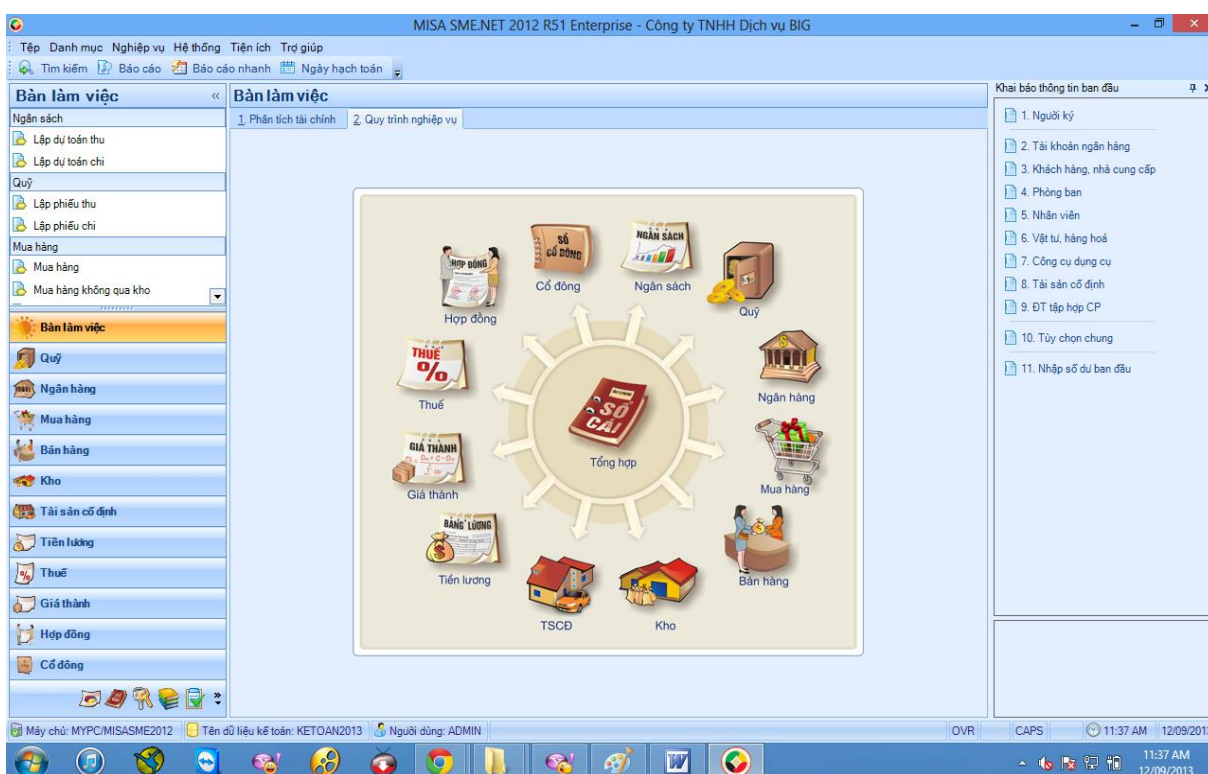 MISA SME.NET 2012 R51 Enterprise - Công ty TNHH Dịch vụ BIG
Tệp Danh mục Nghiệp vụ Hệ thống Tiện ích Trợ giúp
Tìm kiếm Báo cáo Báo cáo nhanh Ngày hạch toán
Bàn làm việc «
Ngân sách
Lập dự toán thu
Lập dự toán chi
Quỹ
Lập phiếu thu
Lập phiếu chi
Mua hàng
Mua hàng
Mua hàng không qua kho
Bàn làm việc
Quỹ
Ngân hàng
Mua hàng
Bán hàng
Kho
Tài sản cố định
Tiền lương
Thuế
Giá thành
Hợp đồng
Cổ đông
Bàn làm việc
1. Phân tích tài chính 2. Quy trình nghiệp vụ
HỢP ĐỒNG
Hợp đồng
SỔ CỔ ĐÔNG
Cổ đông
NGÂN SÁCH
Ngân sách
Quỹ
THUẾ %
Thuế
Ngân hàng
SỔ CÁI
Tổng hợp
GIÁ THÀNH
Giá thành
Mua hàng
BẢNG LƯƠNG
Tiền lương
Bán hàng
TSCĐ
Kho
Khai báo thông tin ban đầu
1. Người ký
2. Tài khoản ngân hàng
3. Khách hàng, nhà cung cấp
4. Phòng ban
5. Nhân viên
6. Vật tư, hàng hoá
7. Công cụ dụng cụ
8. Tài sản cố định
9. ĐT tập hợp CP
10. Tùy chọn chung
11. Nhập số dư ban đầu
Máy chủ: MYPC/MISASME2012 Tên dữ liệu kế toán: KETOAN2013 Người dùng: ADMIN OVR CAPS 11:37 AM 12/09/2013
11:37 AM
12/09/2013